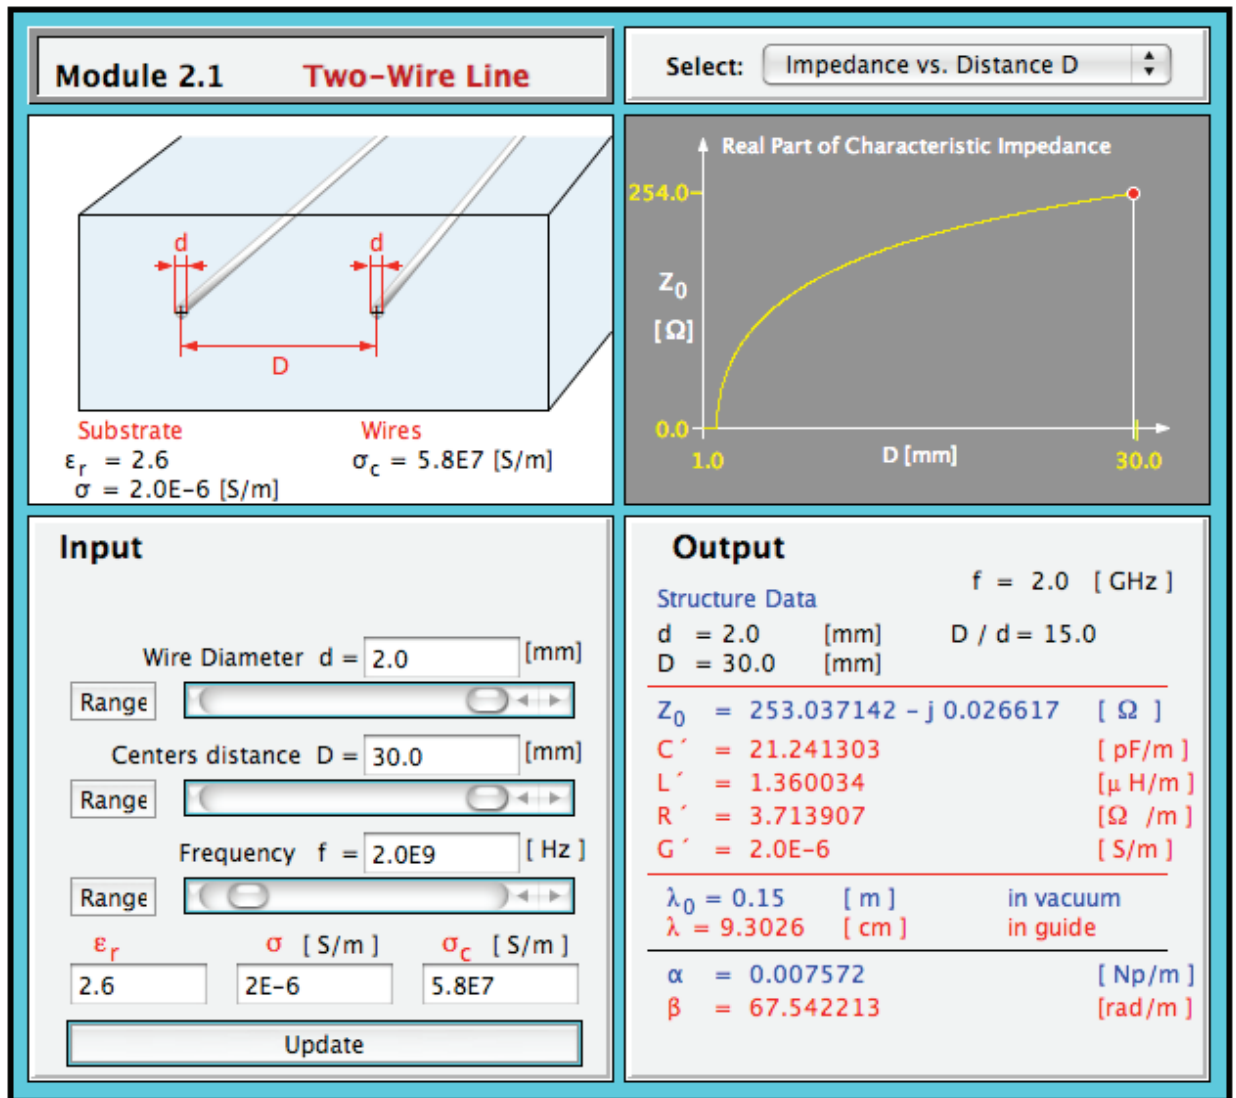 Module 2.1 Two-Wire Line
Select: Impedance vs. Distance D
d d
D
Substrate Wires
εr = 2.6 σc = 5.8E7 [S/m]
σ = 2.0E-6 [S/m]
Real Part of Characteristic Impedance
254.0
Z0
[Ω]
0.0
1.0 D [mm] 30.0
Input
Wire Diameter d = 2.0 [mm]
Range
Centers distance D = 30.0 [mm]
Range
Frequency f = 2.0E9 [ Hz ]
Range
εr σ [ S/m ] σc [ S/m ]
2.6 2E-6 5.8E7
Update
Output
f = 2.0 [ GHz ]
Structure Data
d = 2.0 [mm] D / d = 15.0
D = 30.0 [mm]
Z0 = 253.037142 - j 0.026617 [ Ω ]
C´ = 21.241303 [ pF/m ]
L´ = 1.360034 [μ H/m ]
R´ = 3.713907 [Ω /m ]
G´ = 2.0E-6 [ S/m ]
λ0 = 0.15 [ m ] in vacuum
λ = 9.3026 [ cm ] in guide
α = 0.007572 [ Np/m ]
β = 67.542213 [rad/m ]